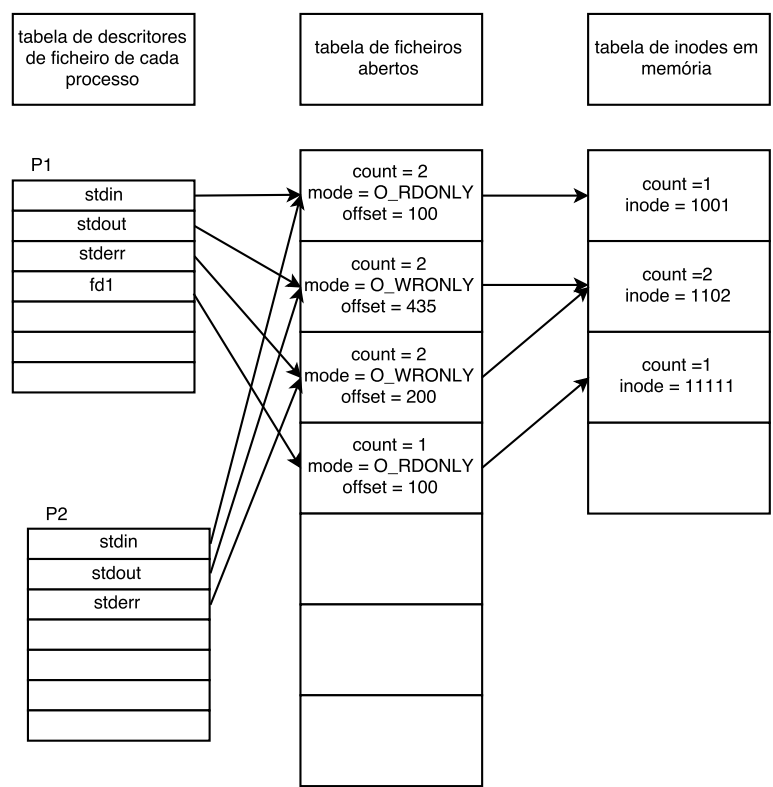 tabela de descritores
de ficheiro de cada
processo
tabela de ficheiros
abertos
tabela de inodes em
memória
P1
stdin
stdout
stderr
fd1
P2
stdin
stdout
stderr
count = 2
mode = O_RDONLY
offset = 100
count = 2
mode = O_WRONLY
offset = 435
count = 2
mode = O_WRONLY
offset = 200
count = 1
mode = O_RDONLY
offset = 100
count =1
inode = 1001
count =2
inode = 1102
count =1
inode = 11111